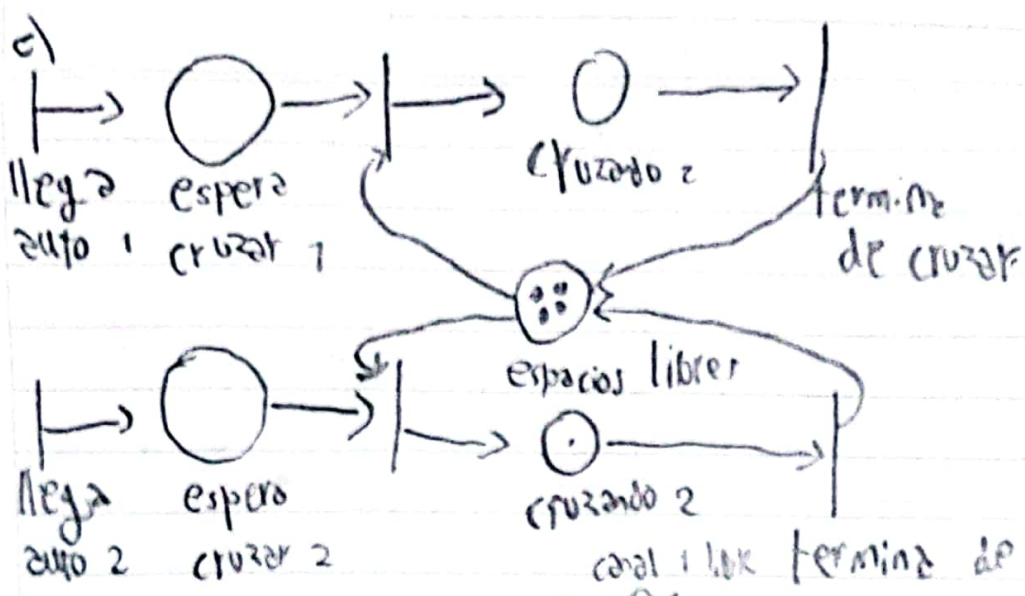 c)
llega
auto 1
espera
cruzar 1
cruzado 2
termina
de cruzar
espacios libres
llega
auto 2
espera
cruzar 2
cruzando 2
termina de